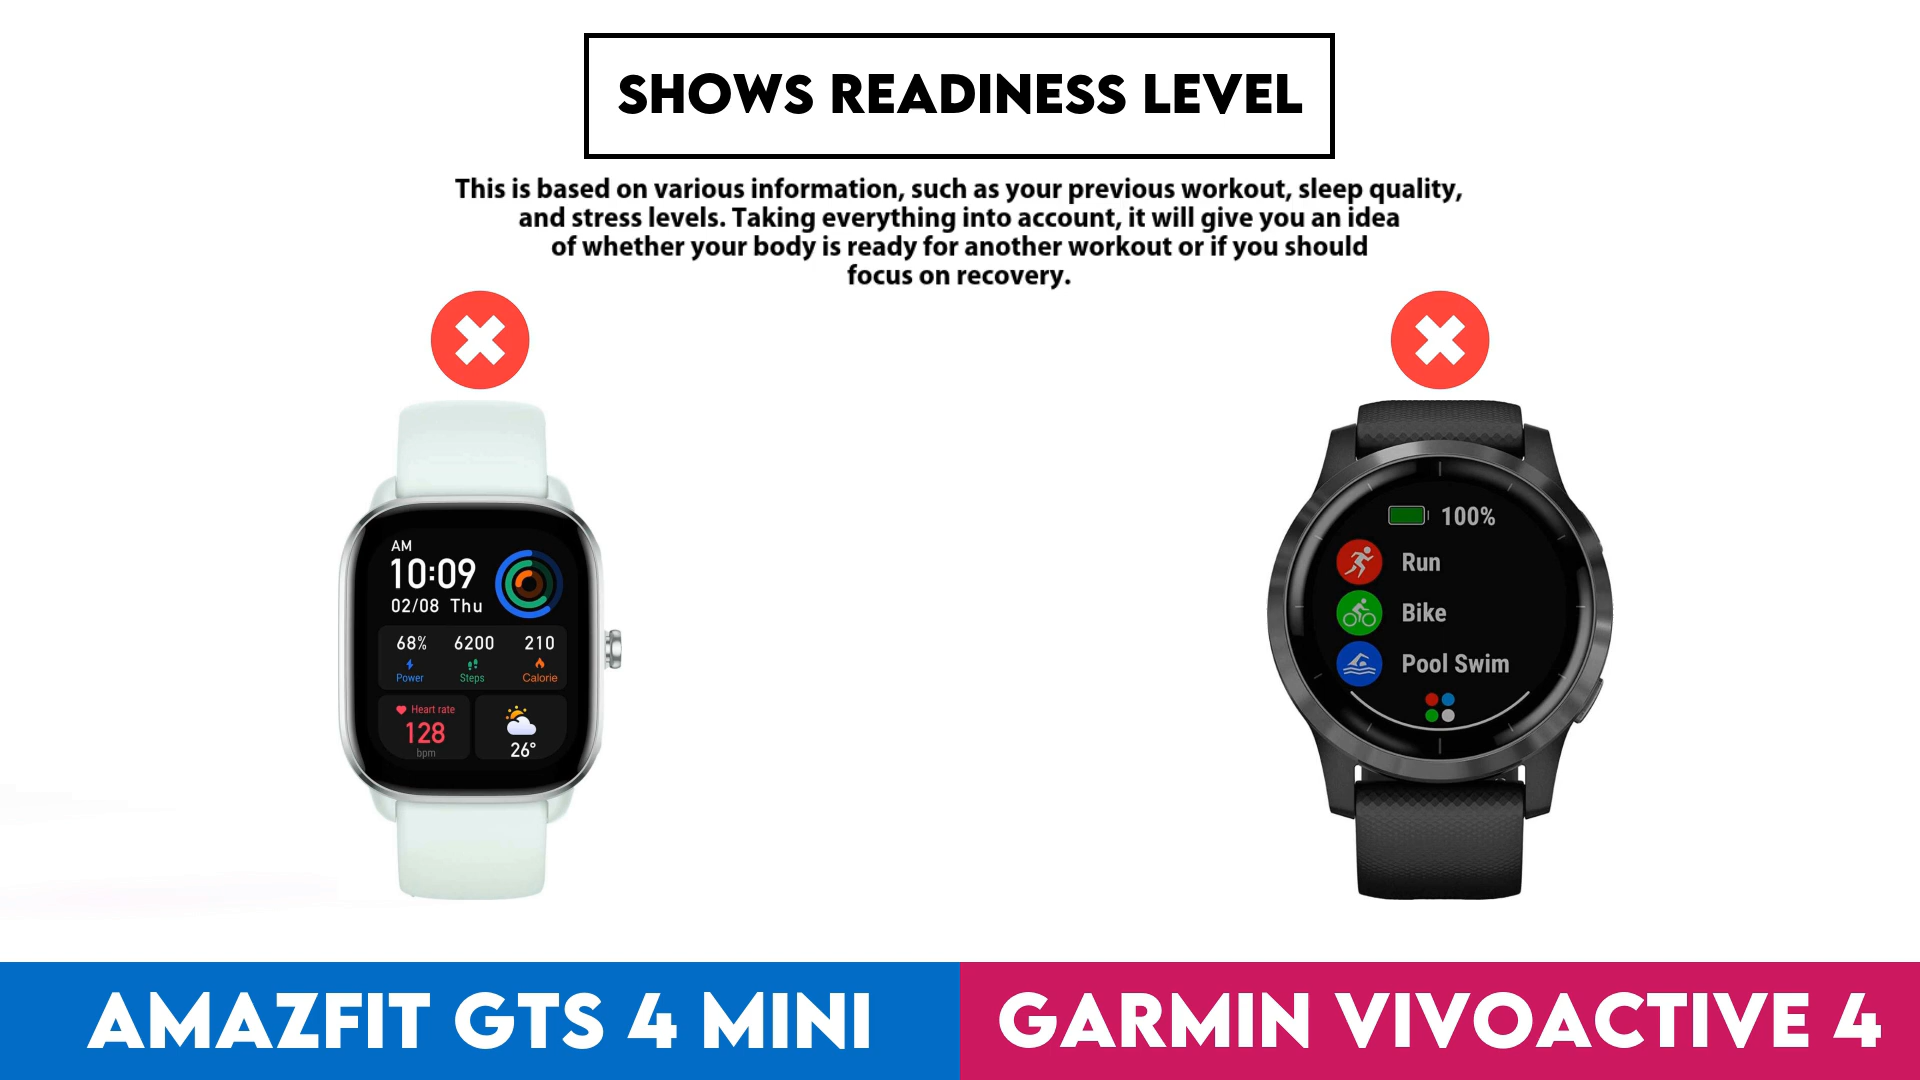 SHOWS READINESS LEVEL
This is based on various information, such as your previous workout, sleep quality,
and stress levels. Taking everything into account, it will give you an idea
of whether your body is ready for another workout or if you should
focus on recovery.
AM
10:09
02/08 Thu
68% 6200 210
Power Steps Calorie
Heart rate
128
bpm
26°
100%
Run
Bike
Pool Swim
AMAZFIT GTS 4 MINI
GARMIN VIVOACTIVE 4